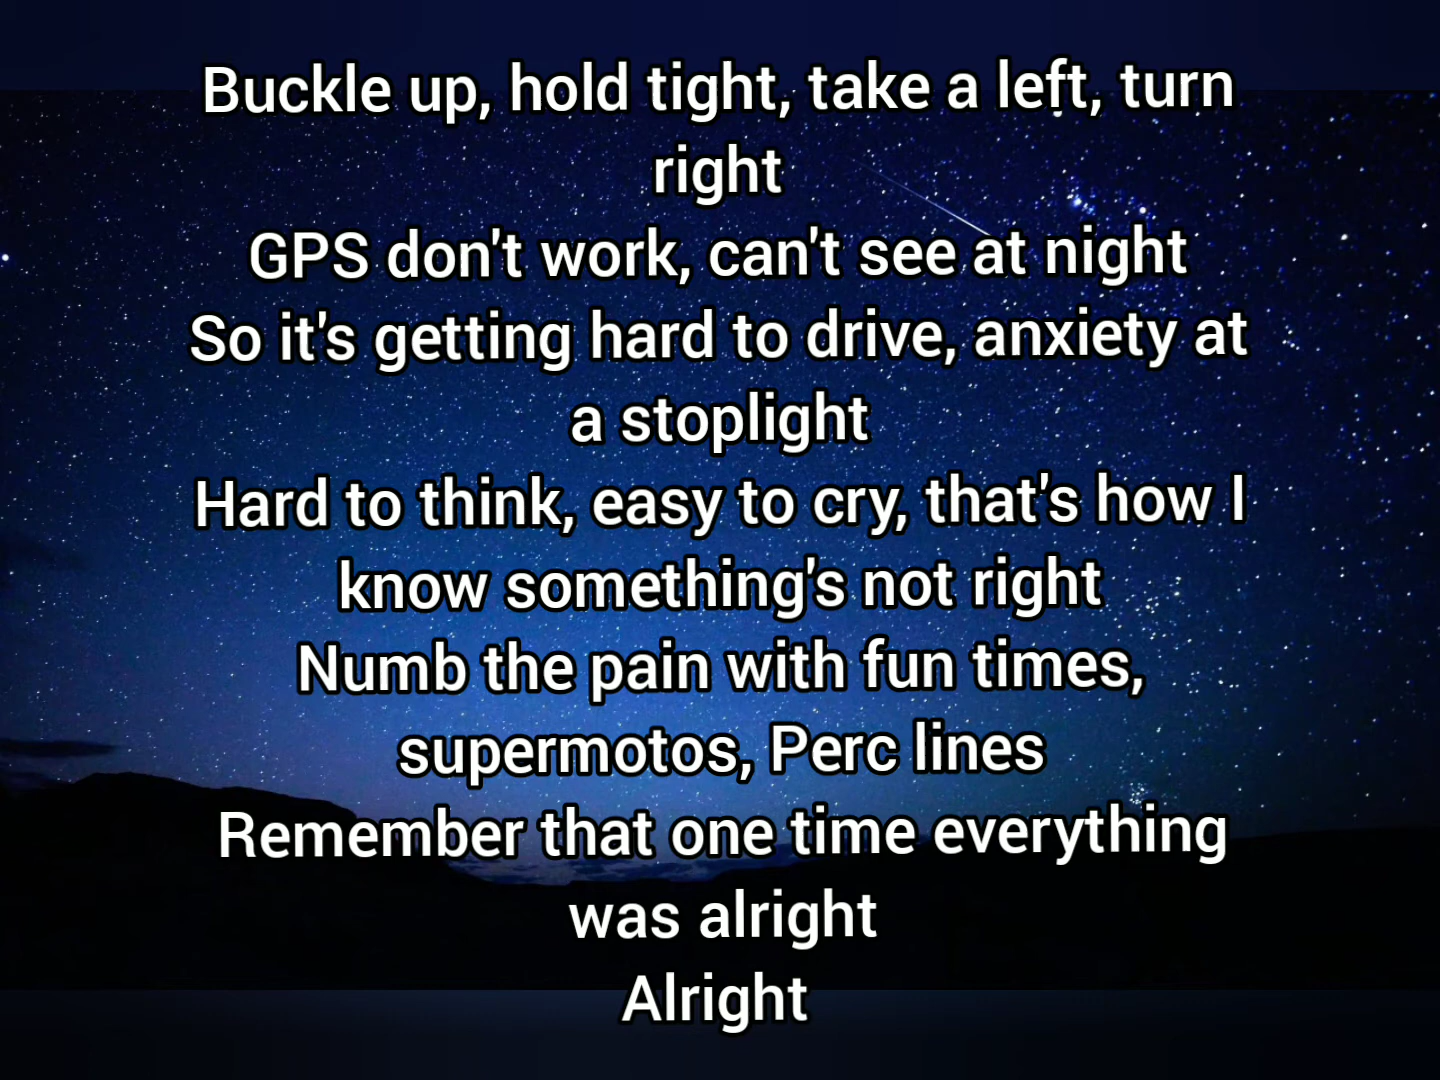 Buckle up, hold tight, take a left, turn
right
GPS don't work, can't see at night
So it's getting hard to drive, anxiety at
a stoplight
Hard to think, easy to cry, that's how I
know something's not right
Numb the pain with fun times,
supermotos, Perc lines
Remember that one time everything
was alright
Alright